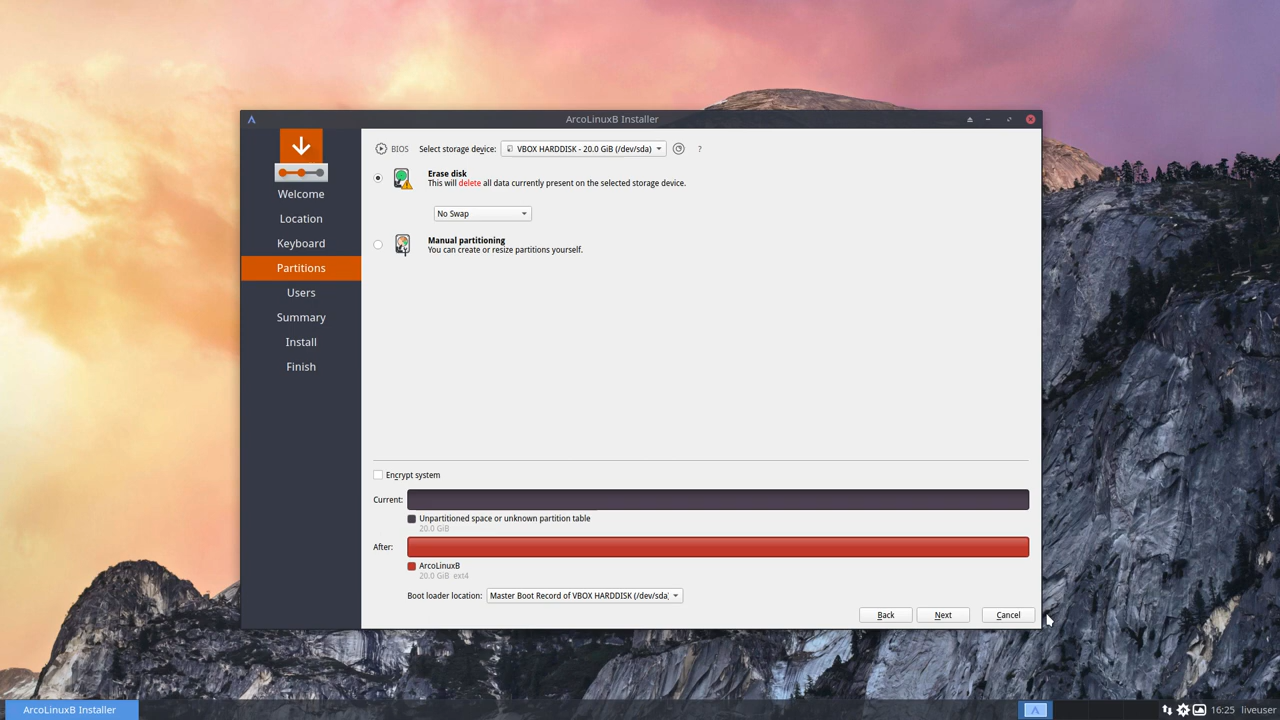 ArcoLinuxB Installer
BIOS Select storage device: VBOX HARDDISK - 20.0 GiB (/dev/sda) ?
Erase disk
This will delete all data currently present on the selected storage device.
No Swap
Manual partitioning
You can create or resize partitions yourself.
Welcome
Location
Keyboard
Partitions
Users
Summary
Install
Finish
Encrypt system
Current:
Unpartitioned space or unknown partition table
20.0 GiB
After:
ArcoLinuxB
20.0 GiB ext4
Boot loader location: Master Boot Record of VBOX HARDDISK (/dev/sda)
Back Next Cancel
ArcoLinuxB Installer 16:25 liveuser